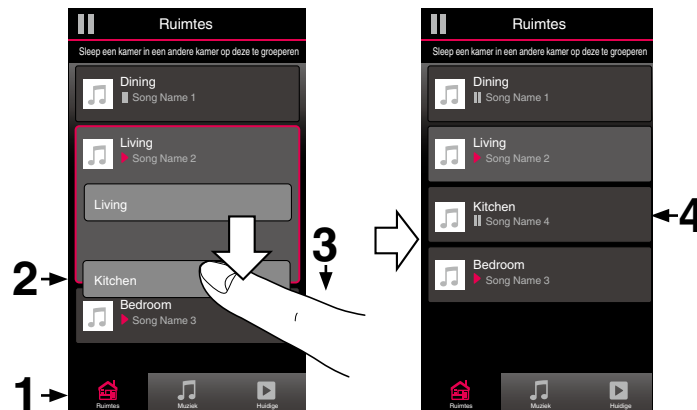 Ruimtes
Sleep een kamer in een andere kamer op deze te groeperen
Dining
Song Name 1
Living
Song Name 2
Living
Kitchen
Bedroom
Song Name 3
Ruimtes
Muziek
Huidige
1
2
3
Ruimtes
Sleep een kamer in een andere kamer op deze te groeperen
Dining
Song Name 1
Living
Song Name 2
Kitchen
Song Name 4
Bedroom
Song Name 3
Ruimtes
Muziek
Huidige
4